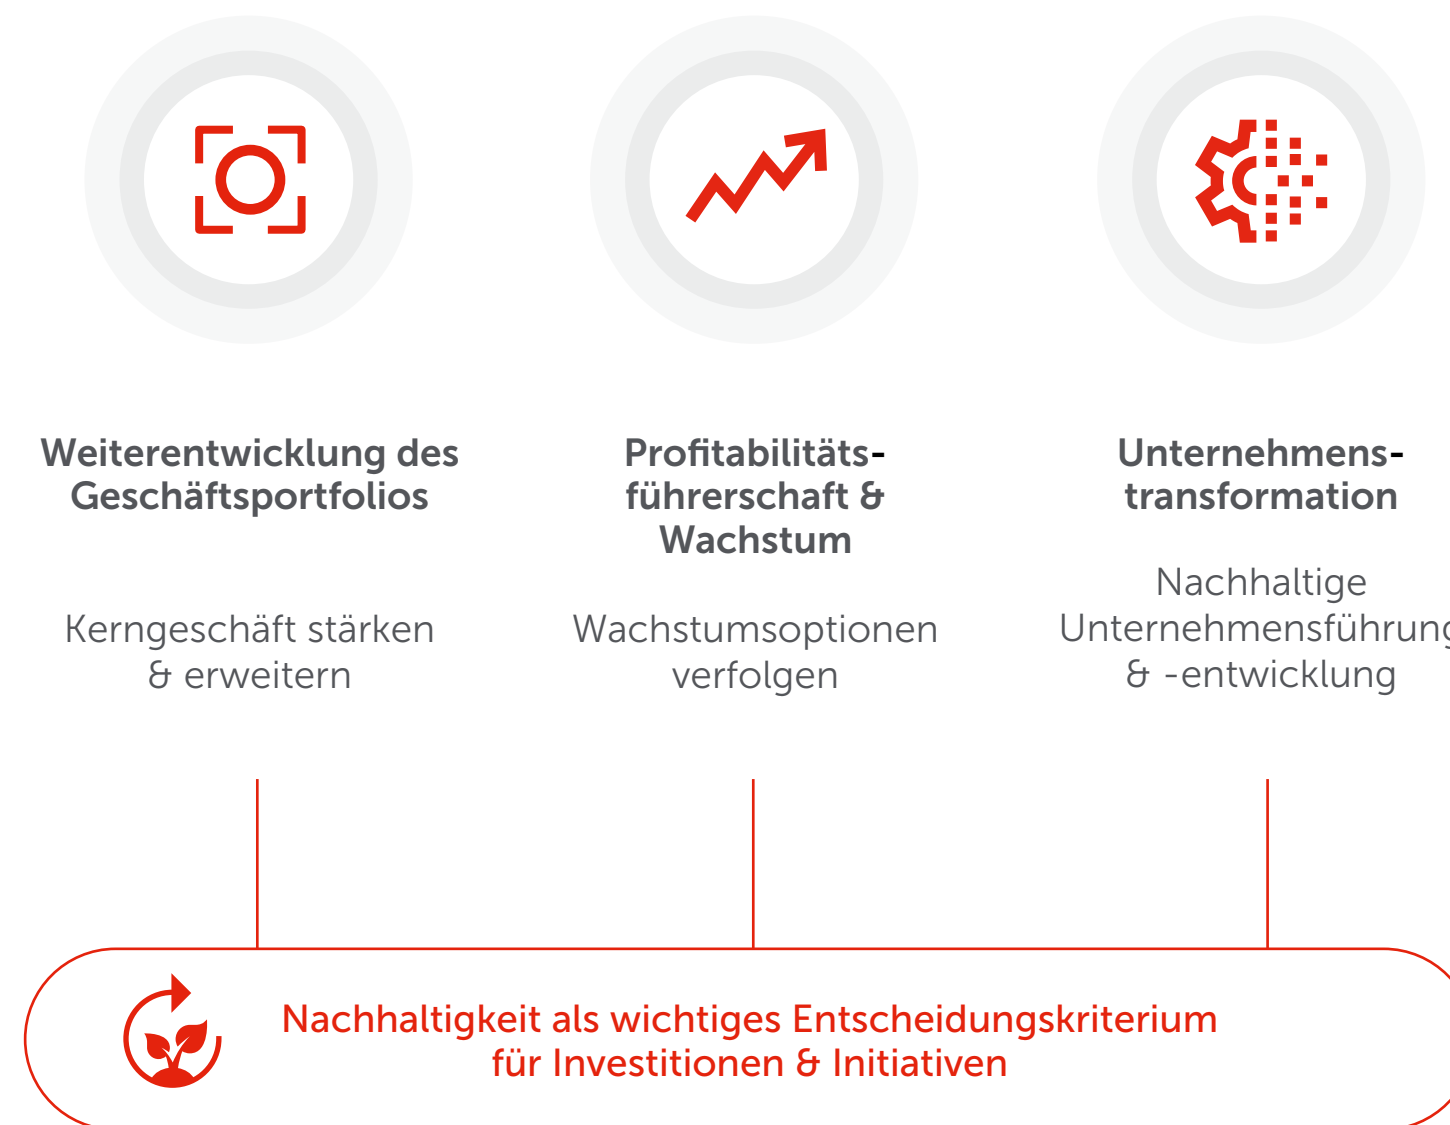 Weiterentwicklung des
Geschäftsportfolios
Kerngeschäft stärken
& erweitern
Profitabilitäts-
führerschaft &
Wachstum
Wachstumsoptionen
verfolgen
Unternehmens-
transformation
Nachhaltige
Unternehmensführung
& -entwicklung
Nachhaltigkeit als wichtiges Entscheidungskriterium
für Investitionen & Initiativen